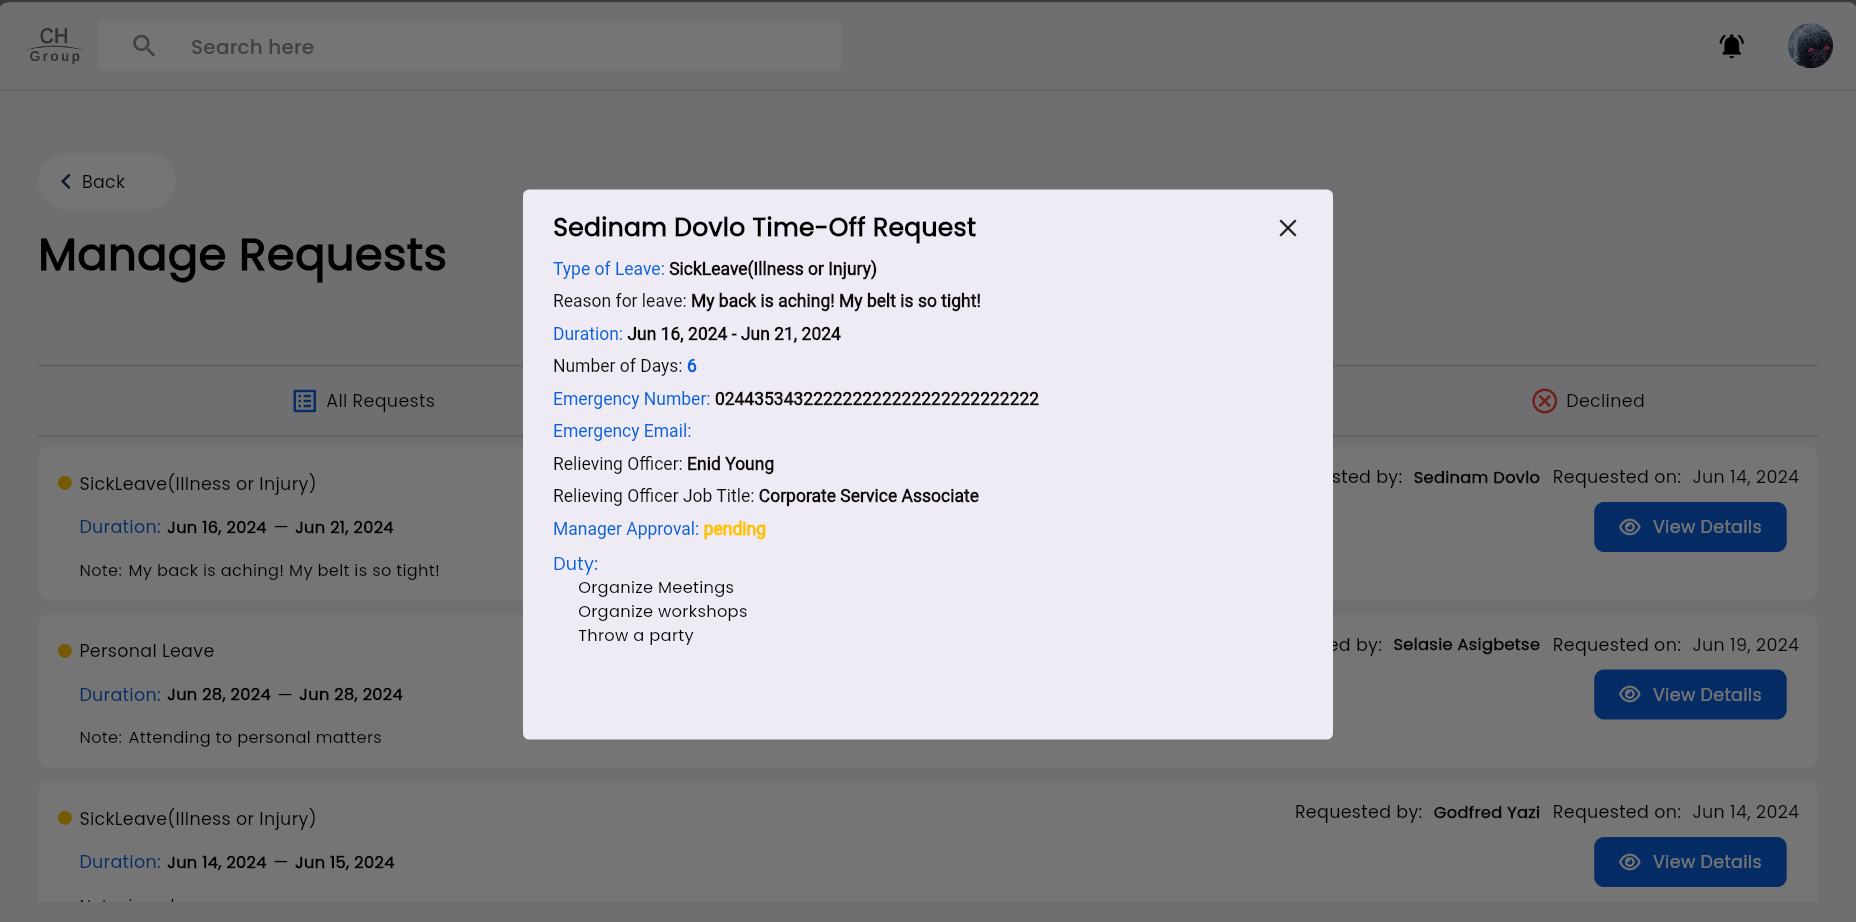 CH
Group
Search here
Back
Manage Requests
All Requests
Declined
SickLeave(Illness or Injury)
sted by: Sedinam Dovlo Requested on: Jun 14, 2024
Duration: Jun 16, 2024 — Jun 21, 2024
View Details
Note: My back is aching! My belt is so tight!
Personal Leave
ed by: Selasie Asigbetse Requested on: Jun 19, 2024
Duration: Jun 28, 2024 — Jun 28, 2024
View Details
Note: Attending to personal matters
SickLeave(Illness or Injury)
Requested by: Godfred Yazi Requested on: Jun 14, 2024
Duration: Jun 14, 2024 — Jun 15, 2024
View Details
Sedinam Dovlo Time-Off Request
Type of Leave: SickLeave(Illness or Injury)
Reason for leave: My back is aching! My belt is so tight!
Duration: Jun 16, 2024 - Jun 21, 2024
Number of Days: 6
Emergency Number: 0244353432222222222222222222222222
Emergency Email:
Relieving Officer: Enid Young
Relieving Officer Job Title: Corporate Service Associate
Manager Approval: pending
Duty:
Organize Meetings
Organize workshops
Throw a party